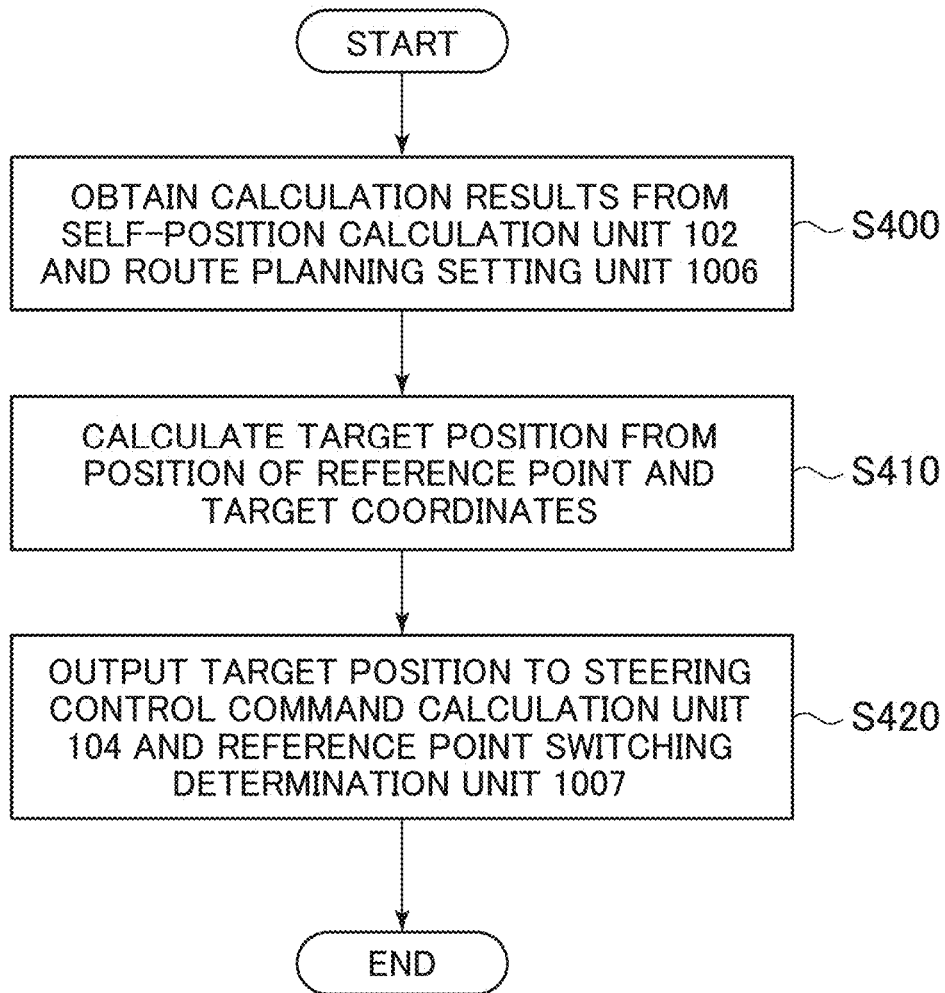 START
OBTAIN CALCULATION RESULTS FROM
SELF-POSITION CALCULATION UNIT 102
AND ROUTE PLANNING SETTING UNIT 1006
S400
CALCULATE TARGET POSITION FROM
POSITION OF REFERENCE POINT AND
TARGET COORDINATES
S410
OUTPUT TARGET POSITION TO STEERING
CONTROL COMMAND CALCULATION UNIT
104 AND REFERENCE POINT SWITCHING
DETERMINATION UNIT 1007
S420
END